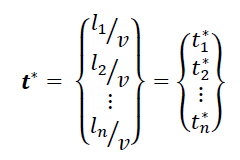 t* = { l₁/v l₂/v ⋮ lₙ/v } = { t₁* t₂* ⋮ tₙ* }